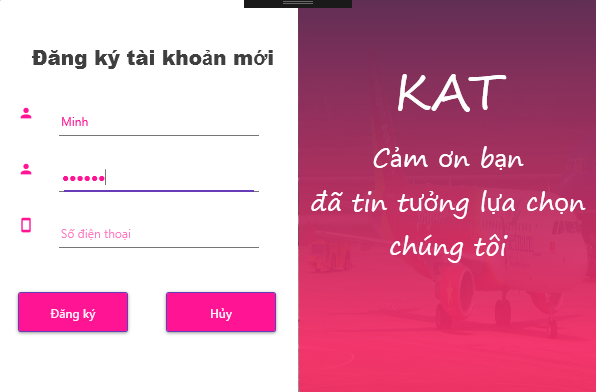 Đăng ký tài khoản mới
Minh
••••••
Số điện thoại
Đăng ký
Hủy
KAT
Cảm ơn bạn
đã tin tưởng lựa chọn
chúng tôi